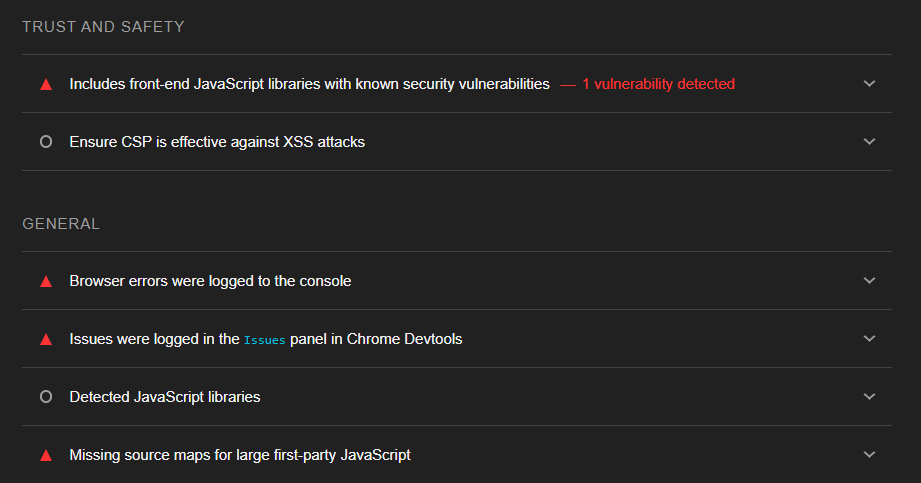 TRUST AND SAFETY
Includes front-end JavaScript libraries with known security vulnerabilities — 1 vulnerability detected
Ensure CSP is effective against XSS attacks
GENERAL
Browser errors were logged to the console
Issues were logged in the Issues panel in Chrome Devtools
Detected JavaScript libraries
Missing source maps for large first-party JavaScript